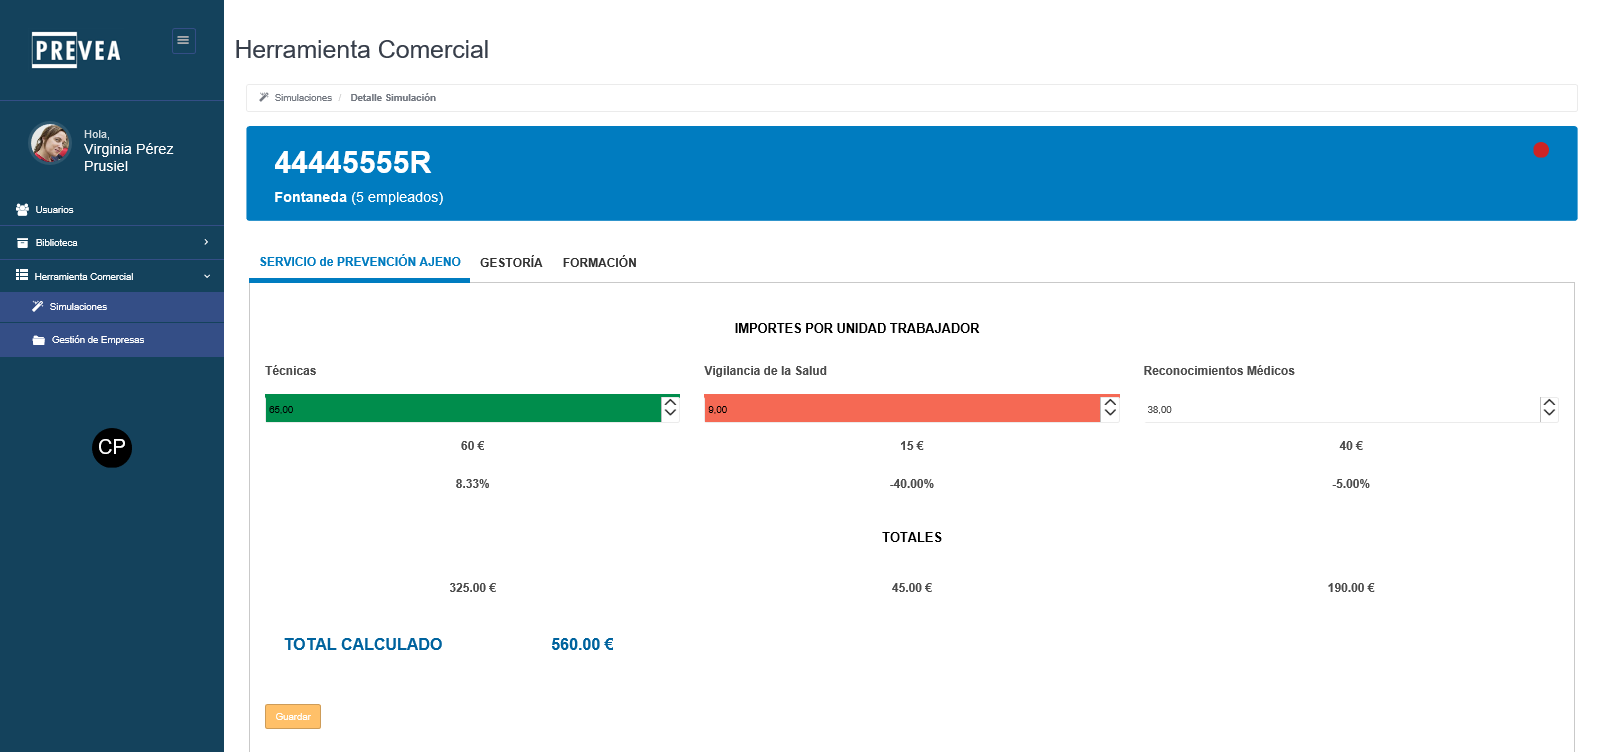 PREVEA
Herramienta Comercial
Simulaciones / Detalle Simulación
Hola,
Virginia Pérez
Prusiel
44445555R
Fontaneda (5 empleados)
Usuarios
Biblioteca
Herramienta Comercial
Simulaciones
Gestión de Empresas
CP
SERVICIO de PREVENCIÓN AJENO GESTORÍA FORMACIÓN
IMPORTES POR UNIDAD TRABAJADOR
Técnicas Vigilancia de la Salud Reconocimientos Médicos
65,00 9,00 38,00
60 € 15 € 40 €
8.33% -40.00% -5.00%
TOTALES
325.00 € 45.00 € 190.00 €
TOTAL CALCULADO 560.00 €
Guardar